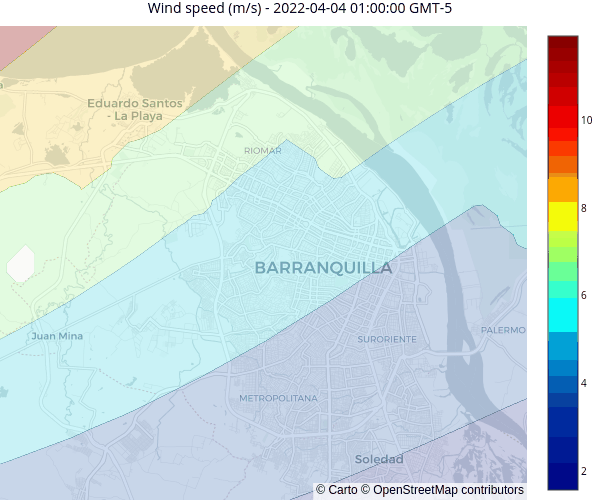 Wind speed (m/s) - 2022-04-04 01:00:00 GMT-5
Eduardo Santos
- La Playa
RIOMAR
BARRANQUILLA
Juan Mina
SURORIENTE
PALERMO
METROPOLITANA
Soledad
© Carto © OpenStreetMap contributors
10
8
6
4
2